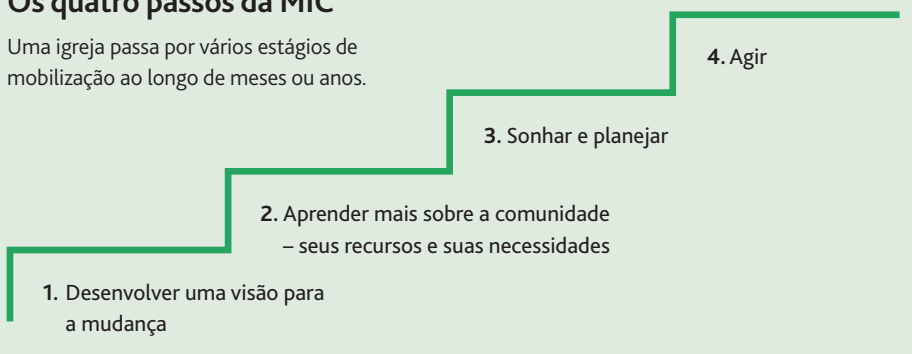 Os quatro passos da MIC
Uma igreja passa por vários estágios de
mobilização ao longo de meses ou anos.
4. Agir
3. Sonhar e planejar
2. Aprender mais sobre a comunidade
– seus recursos e suas necessidades
1. Desenvolver uma visão para
a mudança